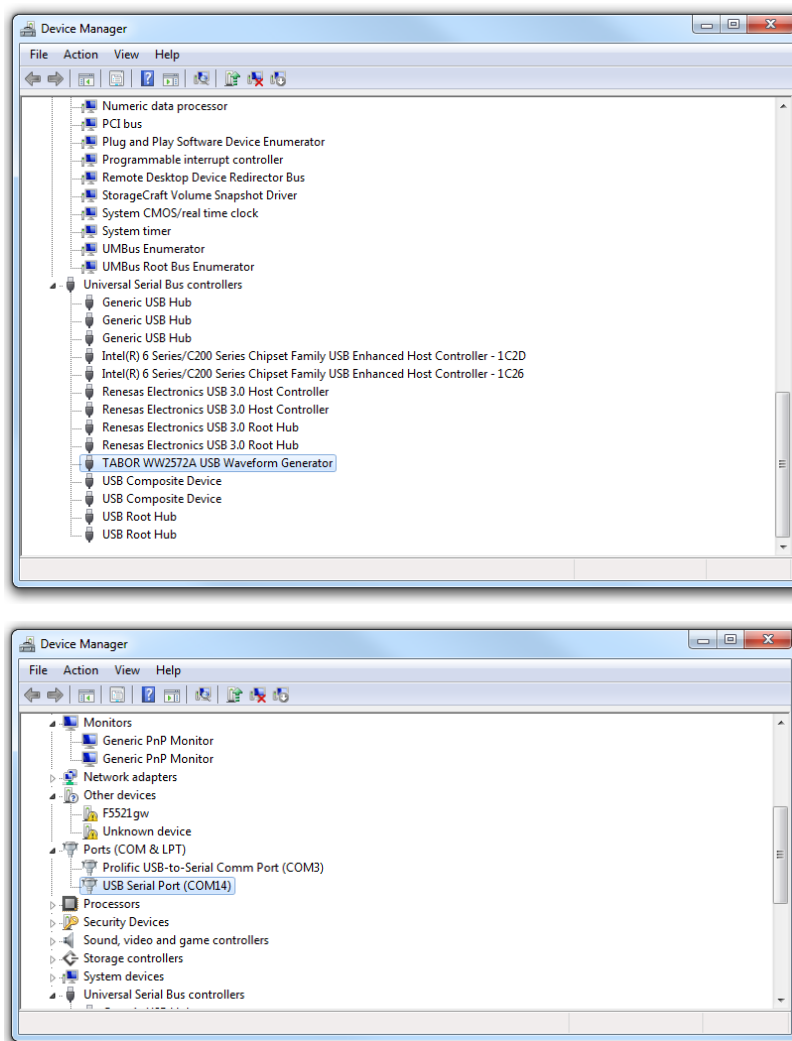 Device Manager
File Action View Help
Numeric data processor
PCI bus
Plug and Play Software Device Enumerator
Programmable interrupt controller
Remote Desktop Device Redirector Bus
StorageCraft Volume Snapshot Driver
System CMOS/real time clock
System timer
UMBus Enumerator
UMBus Root Bus Enumerator
Universal Serial Bus controllers
Generic USB Hub
Generic USB Hub
Generic USB Hub
Intel(R) 6 Series/C200 Series Chipset Family USB Enhanced Host Controller - 1C2D
Intel(R) 6 Series/C200 Series Chipset Family USB Enhanced Host Controller - 1C26
Renesas Electronics USB 3.0 Host Controller
Renesas Electronics USB 3.0 Host Controller
Renesas Electronics USB 3.0 Root Hub
Renesas Electronics USB 3.0 Root Hub
TABOR WW2572A USB Waveform Generator
USB Composite Device
USB Composite Device
USB Root Hub
USB Root Hub
Device Manager
File Action View Help
Monitors
Generic PnP Monitor
Generic PnP Monitor
Network adapters
Other devices
F5521gw
Unknown device
Ports (COM & LPT)
Prolific USB-to-Serial Comm Port (COM3)
USB Serial Port (COM14)
Processors
Security Devices
Sound, video and game controllers
Storage controllers
System devices
Universal Serial Bus controllers